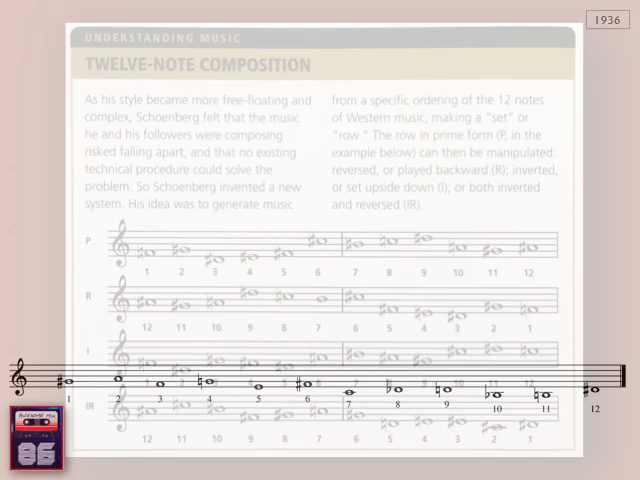 1936
UNDERSTANDING MUSIC
TWELVE-NOTE COMPOSITION
As his style became more free-floating and
complex, Schoenberg felt that the music
he and his followers were composing
risked falling apart, and that no existing
technical procedure could solve the
problem. So Schoenberg invented a new
system. His idea was to generate music
from a specific ordering of the 12 notes
of Western music, making a "set" or
"row." The row in prime form (P, in the
example below) can then be manipulated:
reversed, or played backward (R); inverted,
or set upside down (I); or both inverted
and reversed (IR).
P
1 2 3 4 5 6 7 8 9 10 11 12
R
12 11 10 9 8 7 6 5 4 3 2 1
I
1 2 3 4 5 6 7 8 9 10 11 12
IR
12 11 10 9 8 7 6 5 4 3 2 1
Awesome Mix
86